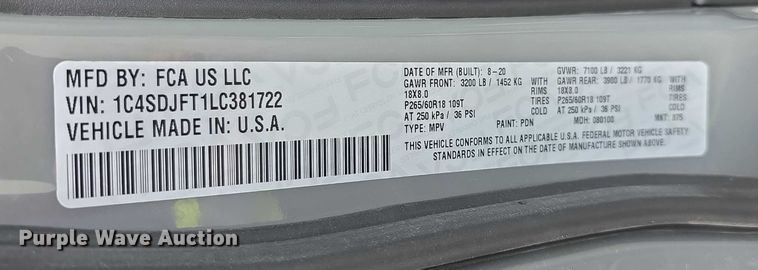 MFD BY: FCA US LLC
VIN: 1C4SDJFT1LC381722
VEHICLE MADE IN: U.S.A.
DATE OF MFR (BUILT): 8-20
GVWR: 7100 LB / 3221 KG
GAWR FRONT: 3200 LB / 1452 KG
GAWR REAR: 3900 LB / 1770 KG
18X8.0 RIMS
18X8.0 RIMS
P265/60R18 109T TIRES
P265/60R18 109T TIRES
AT 250 kPa / 36 PSI COLD
AT 250 kPa / 36 PSI COLD
TYPE: MPV PAINT: PDN MDH: 080100
THIS VEHICLE CONFORMS TO ALL APPLICABLE U.S.A. FEDERAL MOTOR VEHICLE SAFETY
STANDARDS IN EFFECT ON THE DATE OF MANUFACTURE SHOWN ABOVE.
Purple Wave Auction